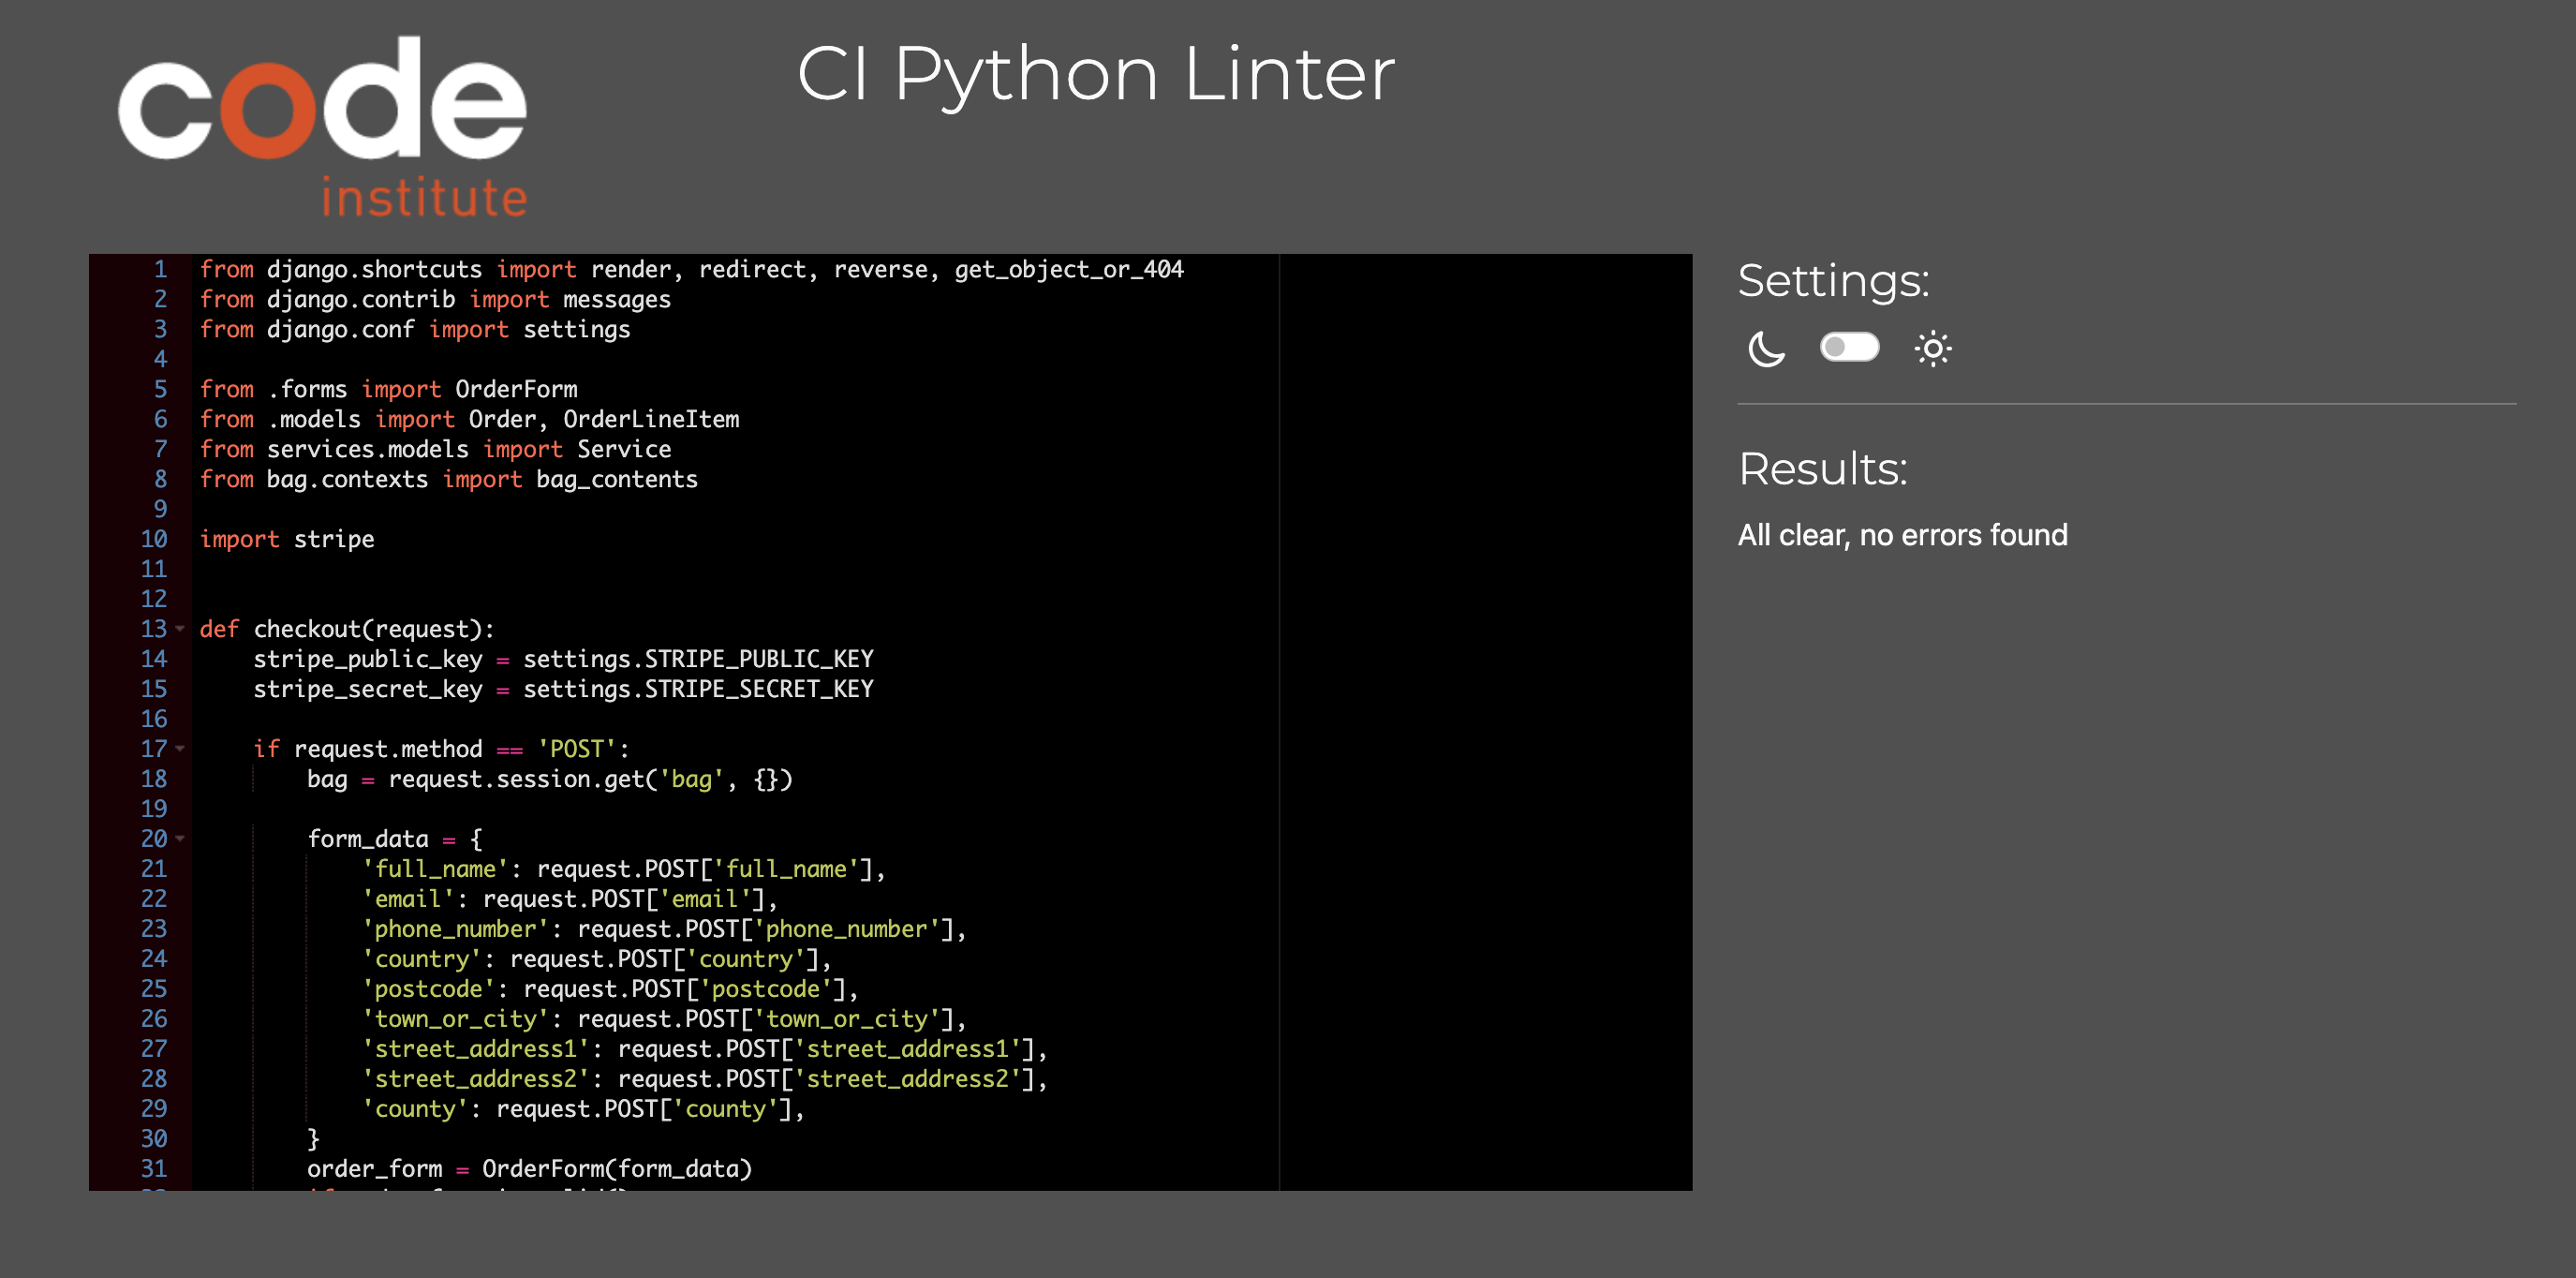 code
institute
CI Python Linter
1 from django.shortcuts import render, redirect, reverse, get_object_or_404
2 from django.contrib import messages
3 from django.conf import settings
4
5 from .forms import OrderForm
6 from .models import Order, OrderLineItem
7 from services.models import Service
8 from bag.contexts import bag_contents
9
10 import stripe
11
12
13 def checkout(request):
14     stripe_public_key = settings.STRIPE_PUBLIC_KEY
15     stripe_secret_key = settings.STRIPE_SECRET_KEY
16
17     if request.method == 'POST':
18         bag = request.session.get('bag', {})
19
20         form_data = {
21             'full_name': request.POST['full_name'],
22             'email': request.POST['email'],
23             'phone_number': request.POST['phone_number'],
24             'country': request.POST['country'],
25             'postcode': request.POST['postcode'],
26             'town_or_city': request.POST['town_or_city'],
27             'street_address1': request.POST['street_address1'],
28             'street_address2': request.POST['street_address2'],
29             'county': request.POST['county'],
30         }
31         order_form = OrderForm(form_data)
Settings:
Results:
All clear, no errors found